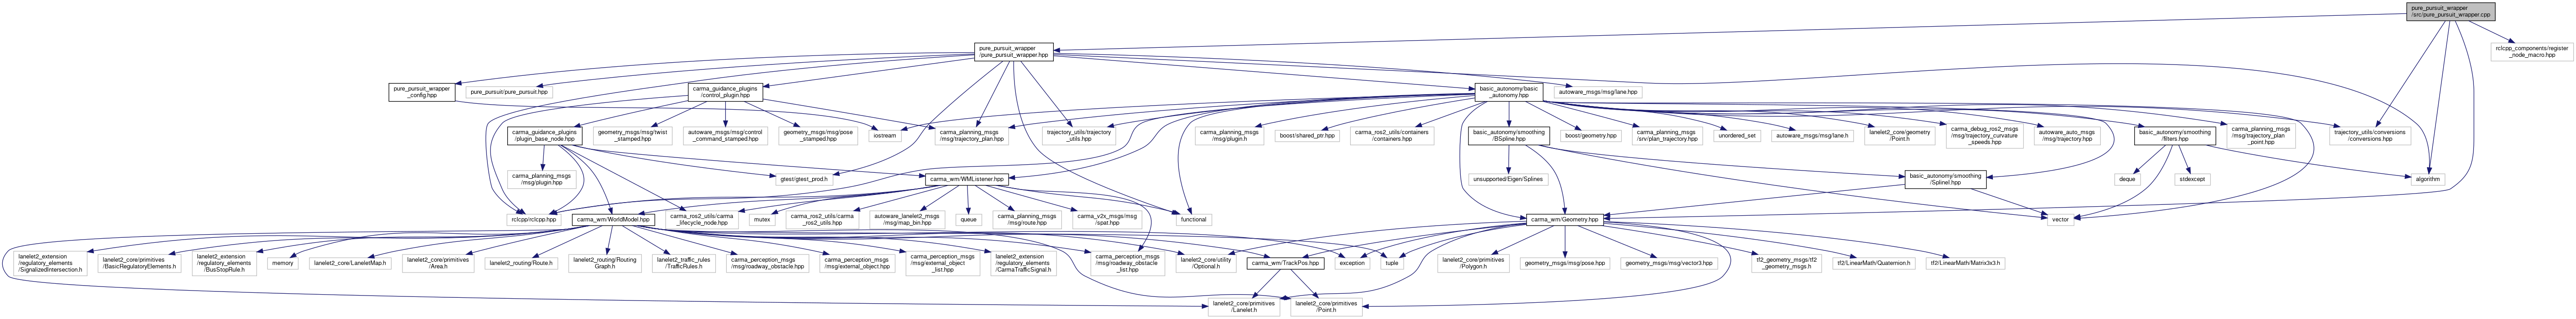 pure_pursuit_wrapper
/src/pure_pursuit_wrapper.cpp
pure_pursuit_wrapper
/pure_pursuit_wrapper.hpp
rclcpp_components/register
_node_macro.hpp
pure_pursuit_wrapper
_config.hpp
pure_pursuit/pure_pursuit.hpp
carma_guidance_plugins
/control_plugin.hpp
basic_autonomy/basic
_autonomy.hpp
autoware_msgs/msg/lane.hpp
carma_guidance_plugins
/plugin_base_node.hpp
geometry_msgs/msg/twist
_stamped.hpp
autoware_msgs/msg/control
_command_stamped.hpp
geometry_msgs/msg/pose
_stamped.hpp
iostream
carma_planning_msgs
/msg/trajectory_plan.hpp
trajectory_utils/trajectory
_utils.hpp
carma_planning_msgs
/msg/plugin.hpp
boost/shared_ptr.hpp
carma_ros2_utils/containers
/containers.hpp
basic_autonomy/smoothing
/BSpline.hpp
boost/geometry.hpp
carma_planning_msgs
/srv/plan_trajectory.hpp
unordered_set
autoware_msgs/msg/lane.h
lanelet2_core/geometry
/Point.h
carma_debug_ros2_msgs
/msg/trajectory_curvature
_speeds.hpp
autoware_auto_msgs
/msg/trajectory.hpp
basic_autonomy/smoothing
/filters.hpp
carma_planning_msgs
/msg/trajectory_plan
_point.hpp
trajectory_utils/conversions
/conversions.hpp
carma_planning_msgs
/msg/plugin.hpp
gtest/gtest_prod.h
carma_wm/WMListener.hpp
unsupported/Eigen/Splines
basic_autonomy/smoothing
/SplineI.hpp
deque
stdexcept
algorithm
rclcpp/rclcpp.hpp
carma_wm/WorldModel.hpp
carma_ros2_utils/carma
_lifecycle_node.hpp
mutex
carma_ros2_utils/carma
_ros2_utils.hpp
autoware_lanelet2_msgs
/msg/map_bin.hpp
queue
carma_planning_msgs
/msg/route.hpp
carma_v2x_msgs/msg
/spat.hpp
functional
carma_wm/Geometry.hpp
vector
lanelet2_extension
/regulatory_elements
/SignalizedIntersection.h
lanelet2_core/primitives
/BasicRegulatoryElements.h
lanelet2_extension
/regulatory_elements
/BusStopRule.h
memory
lanelet2_core/LaneletMap.h
lanelet2_core/primitives
/Area.h
lanelet2_routing/Route.h
lanelet2_routing/Routing
Graph.h
lanelet2_traffic_rules
/TrafficRules.h
carma_perception_msgs
/msg/roadway_obstacle.hpp
carma_perception_msgs
/msg/external_object.hpp
carma_perception_msgs
/msg/external_object
_list.hpp
lanelet2_extension
/regulatory_elements
/CarmaTrafficSignal.h
carma_perception_msgs
/msg/roadway_obstacle
_list.hpp
lanelet2_core/utility
/Optional.h
carma_wm/TrackPos.hpp
exception
tuple
lanelet2_core/primitives
/Polygon.h
geometry_msgs/msg/pose.hpp
geometry_msgs/msg/vector3.hpp
tf2_geometry_msgs/tf2
_geometry_msgs.h
tf2/LinearMath/Quaternion.h
tf2/LinearMath/Matrix3x3.h
lanelet2_core/primitives
/Lanelet.h
lanelet2_core/primitives
/Point.h